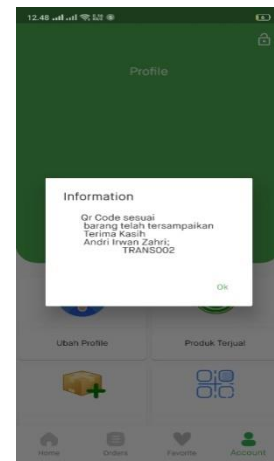 12.48
Profile
Information
Qr Code sesuai
barang telah tersampaikan
Terima Kasih
Andri Irwan Zahri;
TRANS002
Ok
Ubah Profile
Produk Terjual
Home
Orders
Favorite
Account